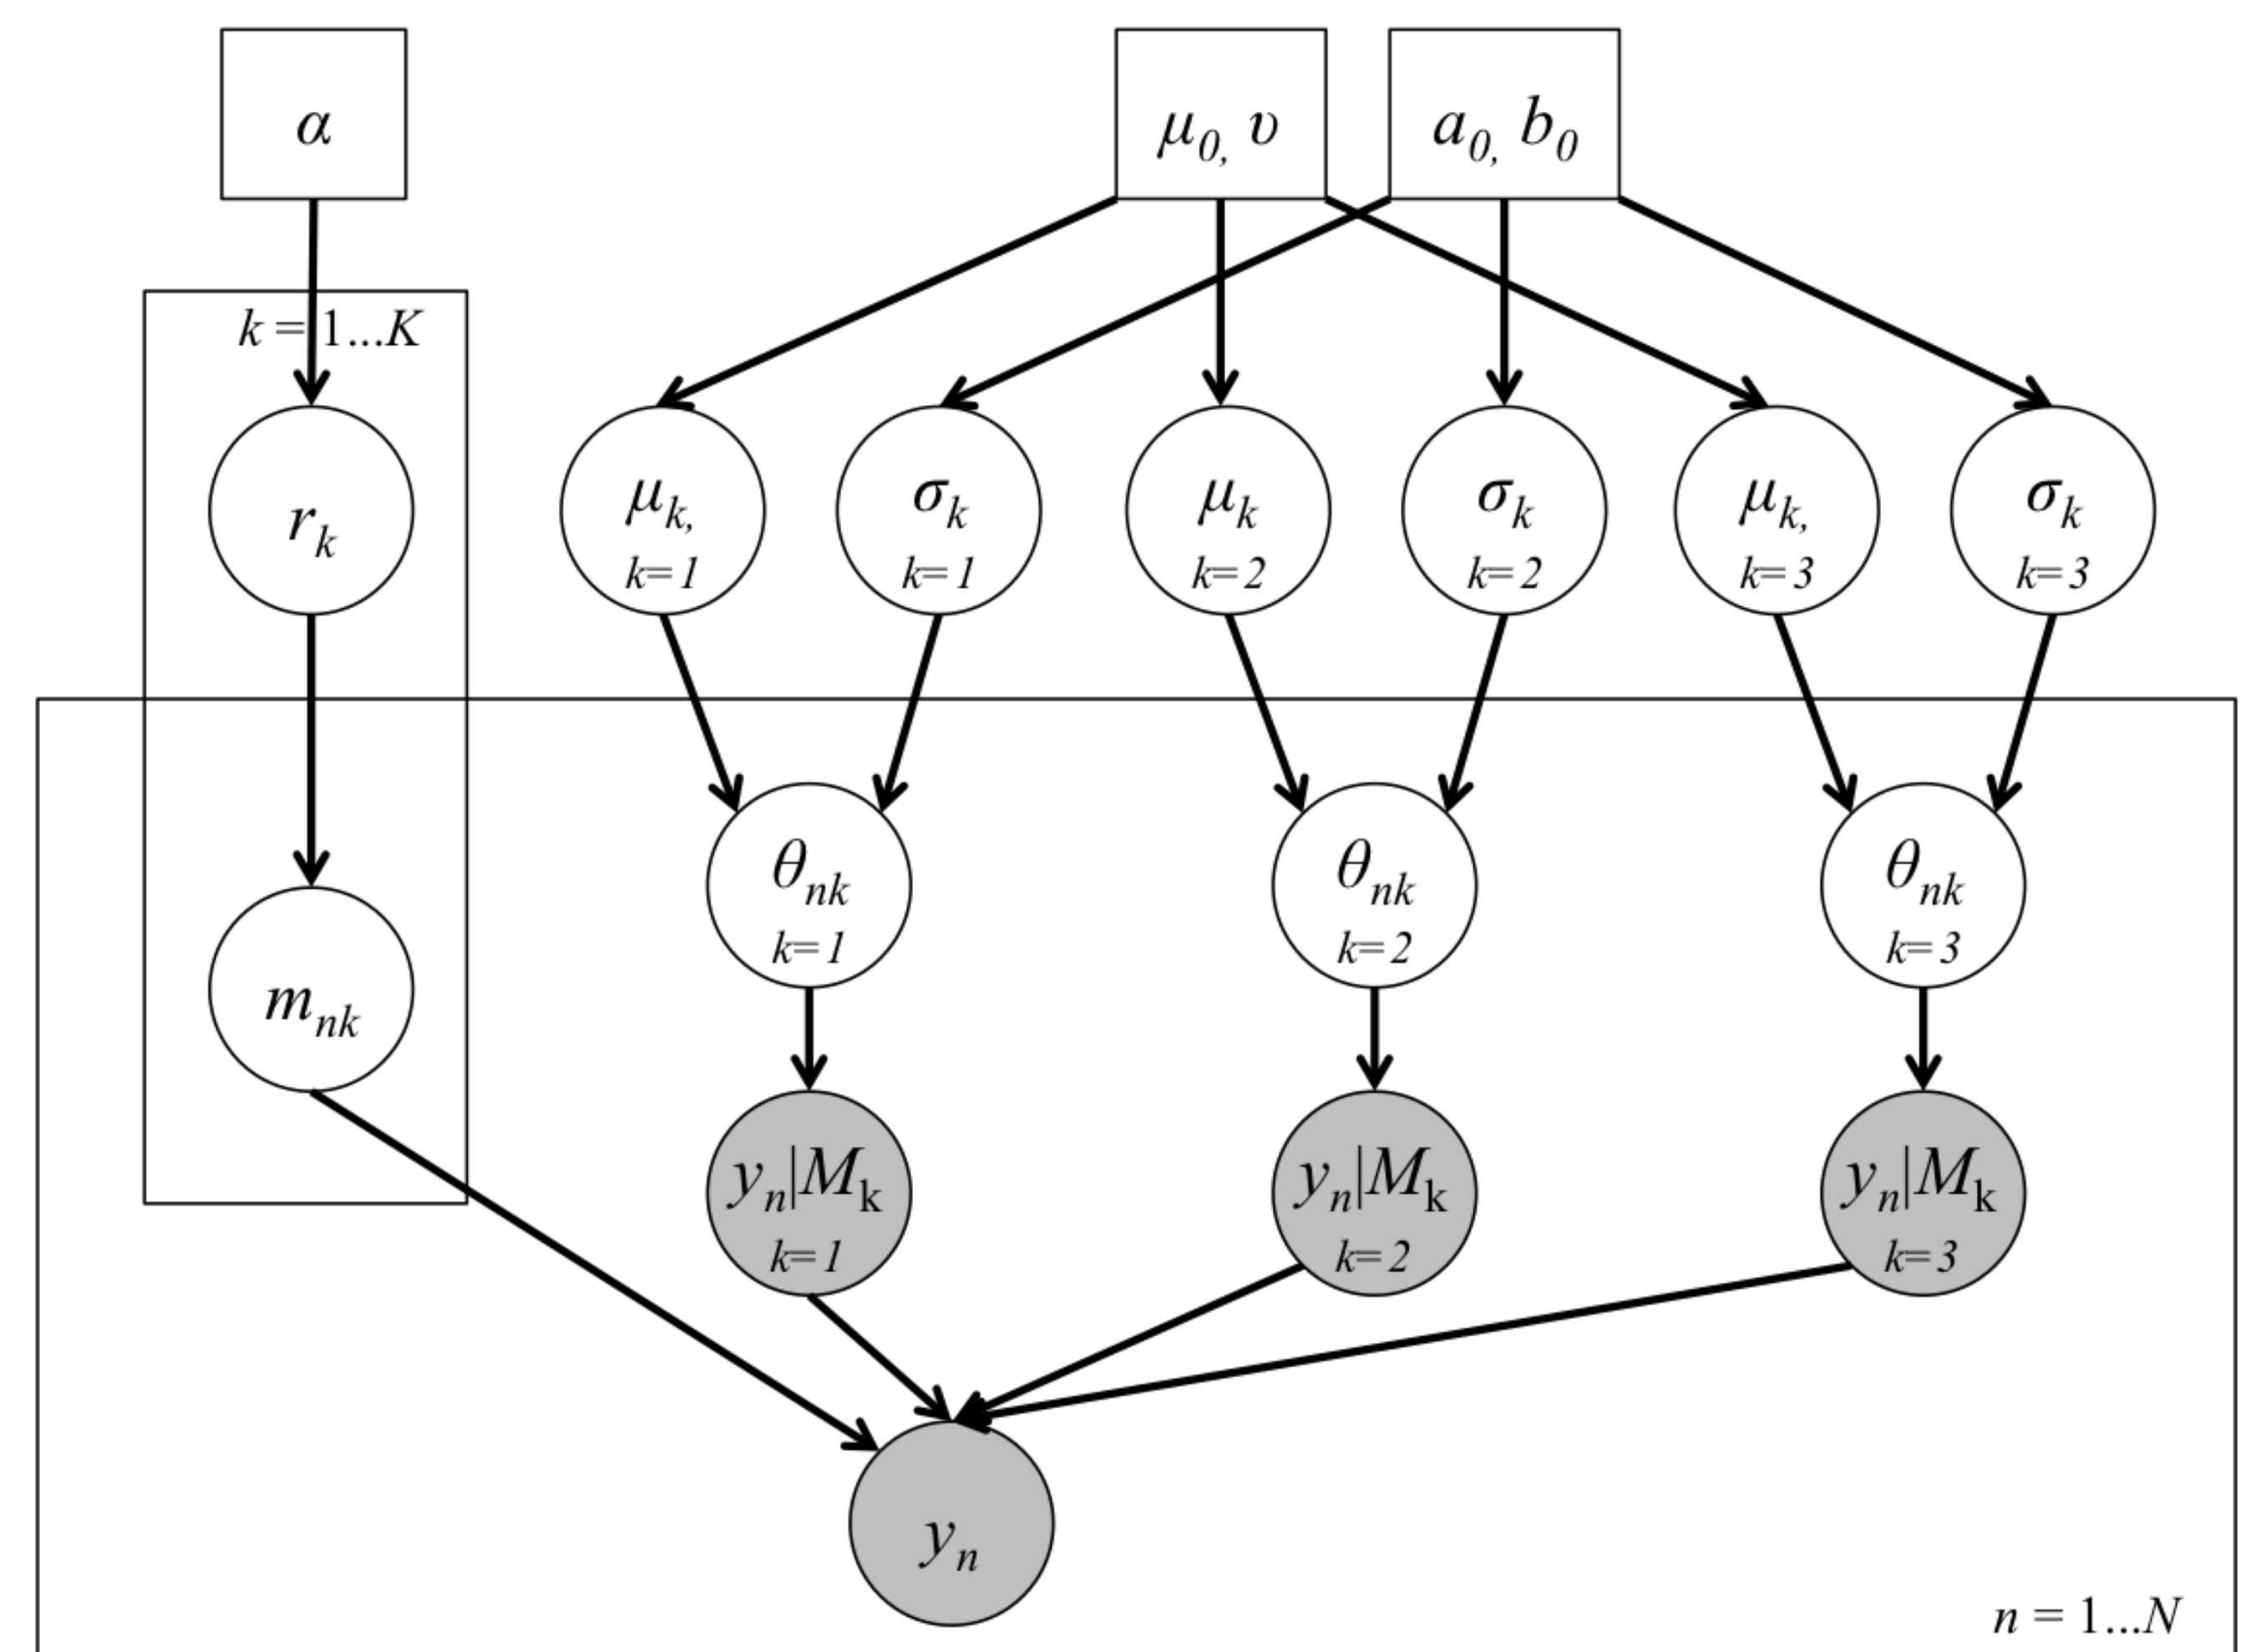 α
μ0, υ
a0, b0
k = 1...K
rk
μk,
k=1
σk
k=1
μk
k=2
σk
k=2
μk,
k=3
σk
k=3
mnk
θnk
k=1
θnk
k=2
θnk
k=3
yn|Mk
k=1
yn|Mk
k=2
yn|Mk
k=3
yn
n = 1...N